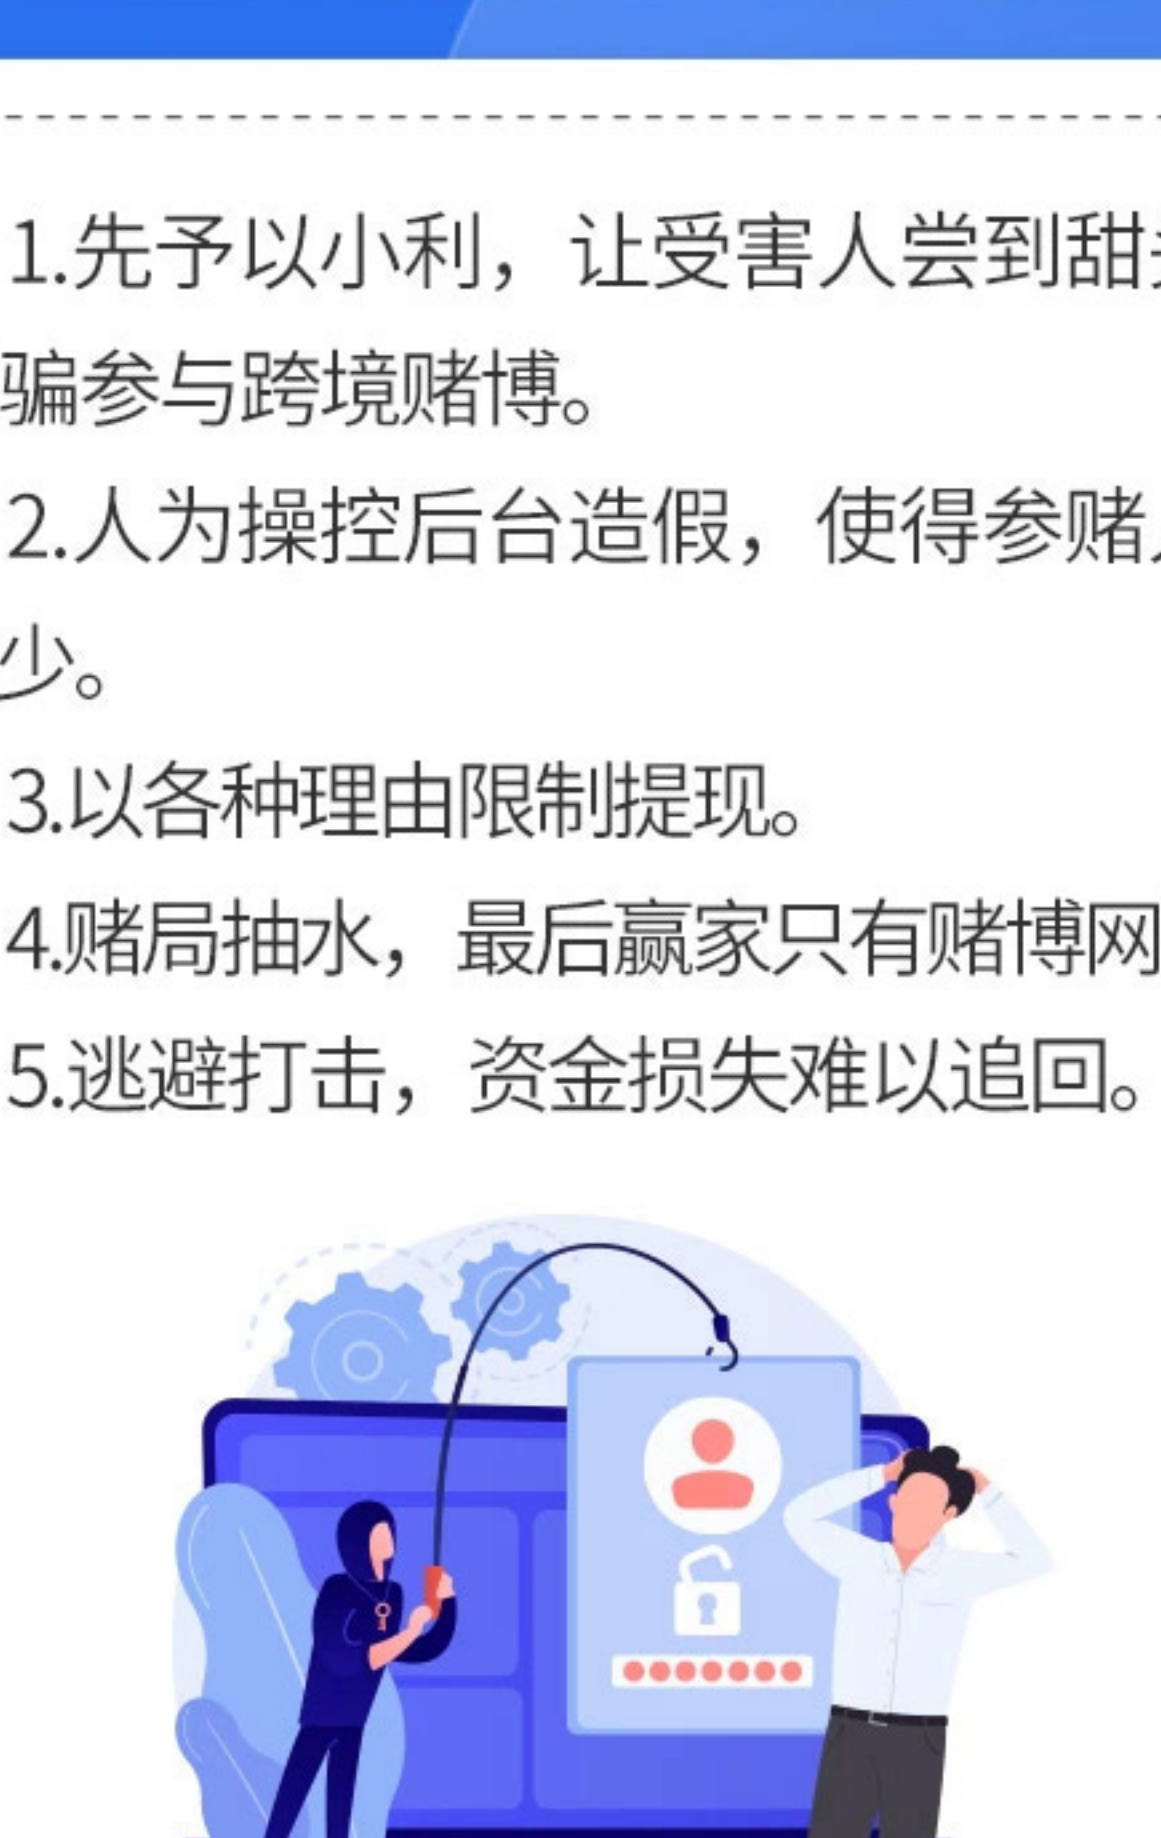 1.先予以小利，让受害人尝到甜
骗参与跨境赌博。
2.人为操控后台造假，使得参赌
少。
3.以各种理由限制提现。
4.赌局抽水，最后赢家只有赌博网
5.逃避打击，资金损失难以追回。